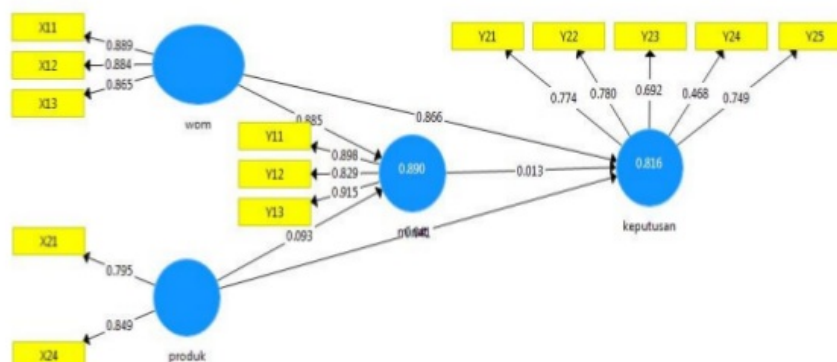 X11
X12
X13
0.889
0.884
0.865
wom
0.885
0.866
Y11
Y12
Y13
0.898
0.829
0.915
0.890
0.013
0.093
X21
X24
0.795
0.849
produk
Y21
Y22
Y23
Y24
Y25
0.774
0.780
0.692
0.468
0.749
0.816
keputusan